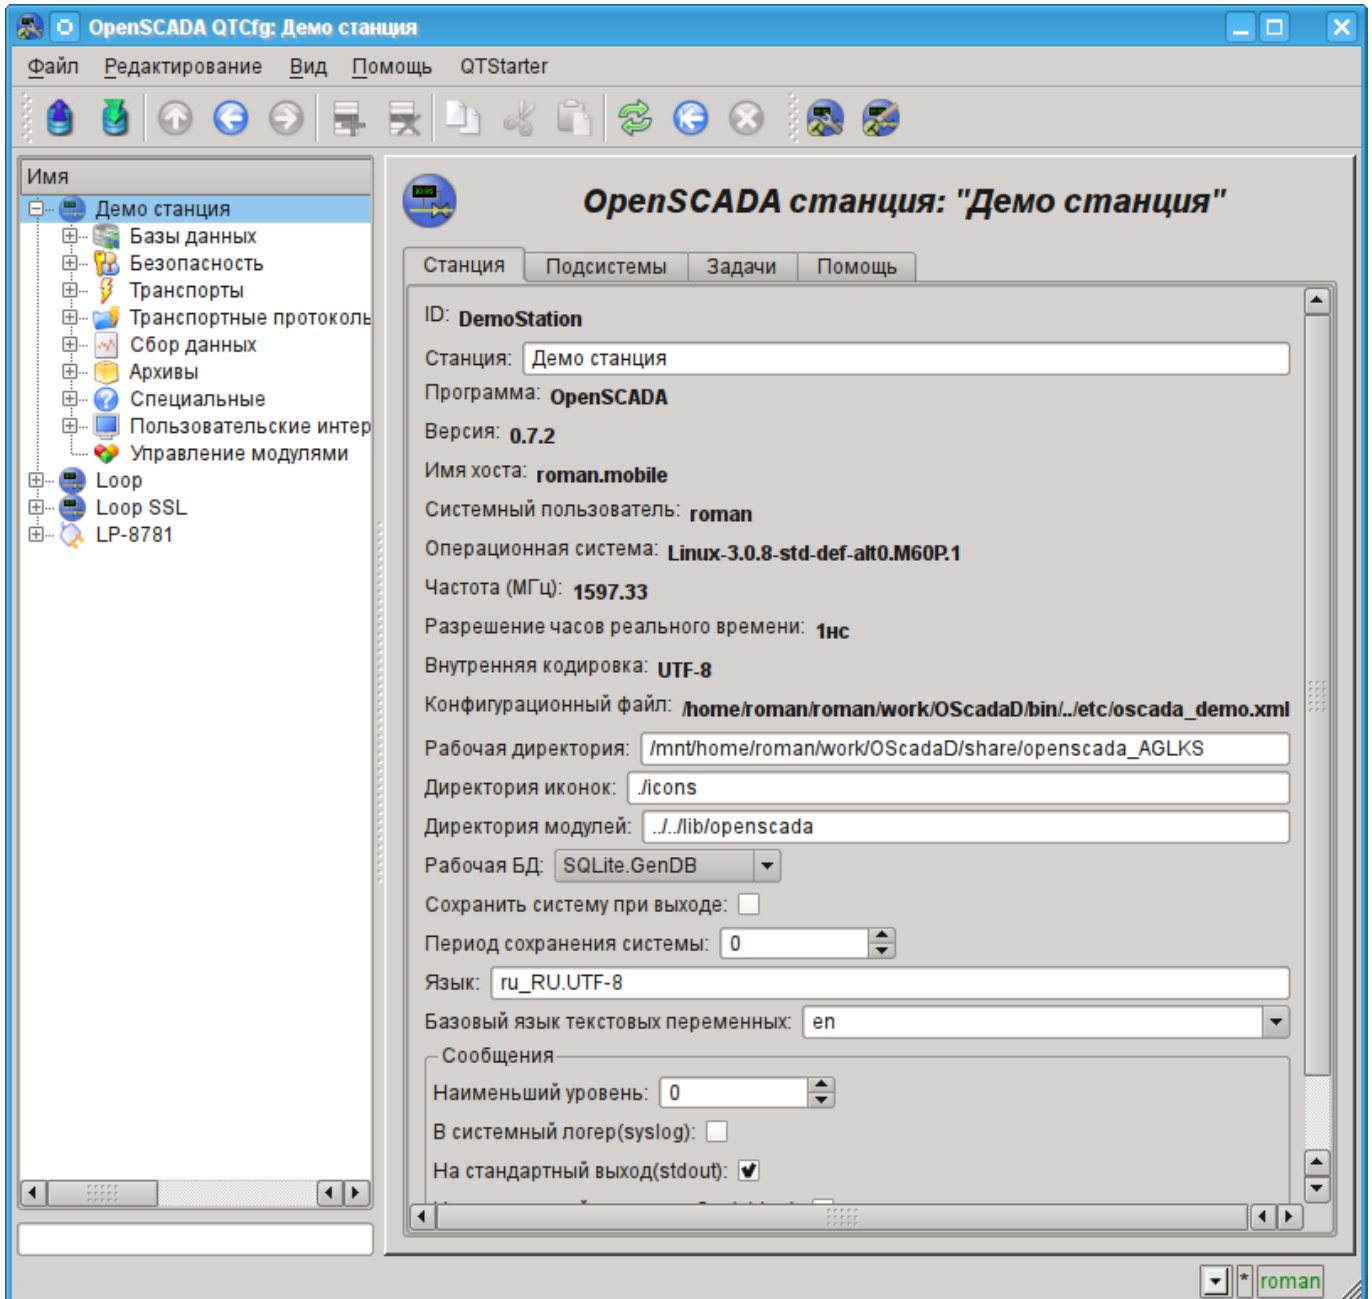 OpenSCADA QTCfg: Демо станция
Файл Редактирование Вид Помощь QTStarter
Имя
Демо станция
Базы данных
Безопасность
Транспорты
Транспортные протоколь
Сбор данных
Архивы
Специальные
Пользовательские интер
Управление модулями
Loop
Loop SSL
LP-8781
OpenSCADA станция: "Демо станция"
Станция Подсистемы Задачи Помощь
ID: DemoStation
Станция: Демо станция
Программа: OpenSCADA
Версия: 0.7.2
Имя хоста: roman.mobile
Системный пользователь: roman
Операционная система: Linux-3.0.8-std-def-alt0.M60P.1
Частота (МГц): 1597.33
Разрешение часов реального времени: 1нс
Внутренняя кодировка: UTF-8
Конфигурационный файл: /home/roman/roman/work/OScadaD/bin/../etc/oscada_demo.xml
Рабочая директория: /mnt/home/roman/work/OScadaD/share/openscada_AGLKS
Директория иконок: ./icons
Директория модулей: ../../lib/openscada
Рабочая БД: SQLite.GenDB
Сохранить систему при выходе:
Период сохранения системы: 0
Язык: ru_RU.UTF-8
Базовый язык текстовых переменных: en
Сообщения
Наименьший уровень: 0
В системный логер(syslog):
На стандартный выход(stdout):
* roman